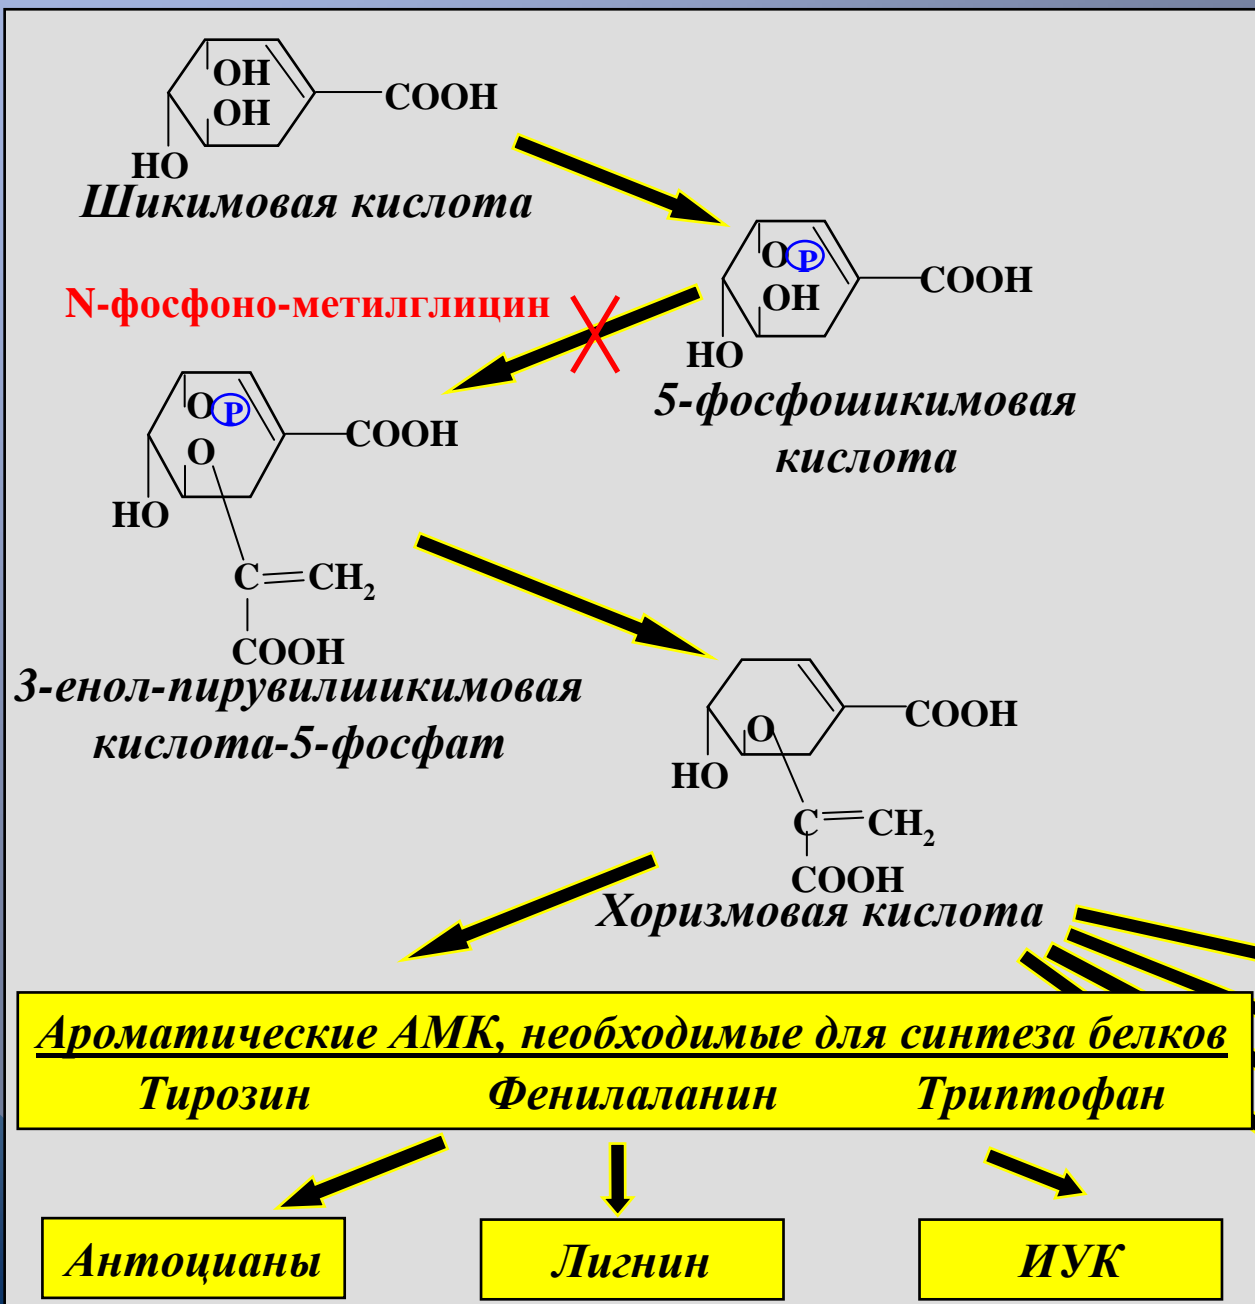 OH
OH
COOH
HO
Шикимовая кислота
OP
OH
COOH
HO
5-фосфошикимовая
кислота
N-фосфоно-метилглицин
OP
COOH
O
HO
C=CH2
COOH
3-енол-пирувилшикимовая
кислота-5-фосфат
COOH
O
HO
C=CH2
COOH
Хоризмовая кислота
Ароматические АМК, необходимые для синтеза белков
Тирозин Фенилаланин Триптофан
Антоцианы Лигнин ИУК